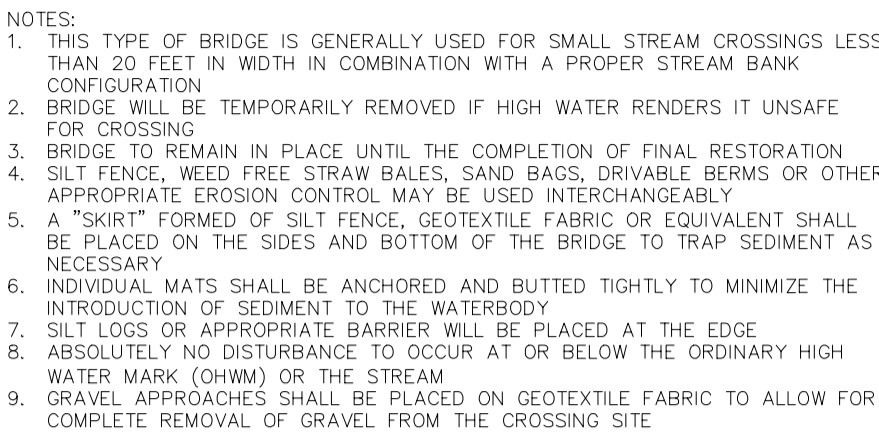 NOTES:
1. THIS TYPE OF BRIDGE IS GENERALLY USED FOR SMALL STREAM CROSSINGS LESS
THAN 20 FEET IN WIDTH IN COMBINATION WITH A PROPER STREAM BANK
CONFIGURATION
2. BRIDGE WILL BE TEMPORARILY REMOVED IF HIGH WATER RENDERS IT UNSAFE
FOR CROSSING
3. BRIDGE TO REMAIN IN PLACE UNTIL THE COMPLETION OF FINAL RESTORATION
4. SILT FENCE, WEED FREE STRAW BALES, SAND BAGS, DRIVABLE BERMS OR OTHER
APPROPRIATE EROSION CONTROL MAY BE USED INTERCHANGEABLY
5. A "SKIRT" FORMED OF SILT FENCE, GEOTEXTILE FABRIC OR EQUIVALENT SHALL
BE PLACED ON THE SIDES AND BOTTOM OF THE BRIDGE TO TRAP SEDIMENT AS
NECESSARY
6. INDIVIDUAL MATS SHALL BE ANCHORED AND BUTTED TIGHTLY TO MINIMIZE THE
INTRODUCTION OF SEDIMENT TO THE WATERBODY
7. SILT LOGS OR APPROPRIATE BARRIER WILL BE PLACED AT THE EDGE
8. ABSOLUTELY NO DISTURBANCE TO OCCUR AT OR BELOW THE ORDINARY HIGH
WATER MARK (OHWM) OR THE STREAM
9. GRAVEL APPROACHES SHALL BE PLACED ON GEOTEXTILE FABRIC TO ALLOW FOR
COMPLETE REMOVAL OF GRAVEL FROM THE CROSSING SITE